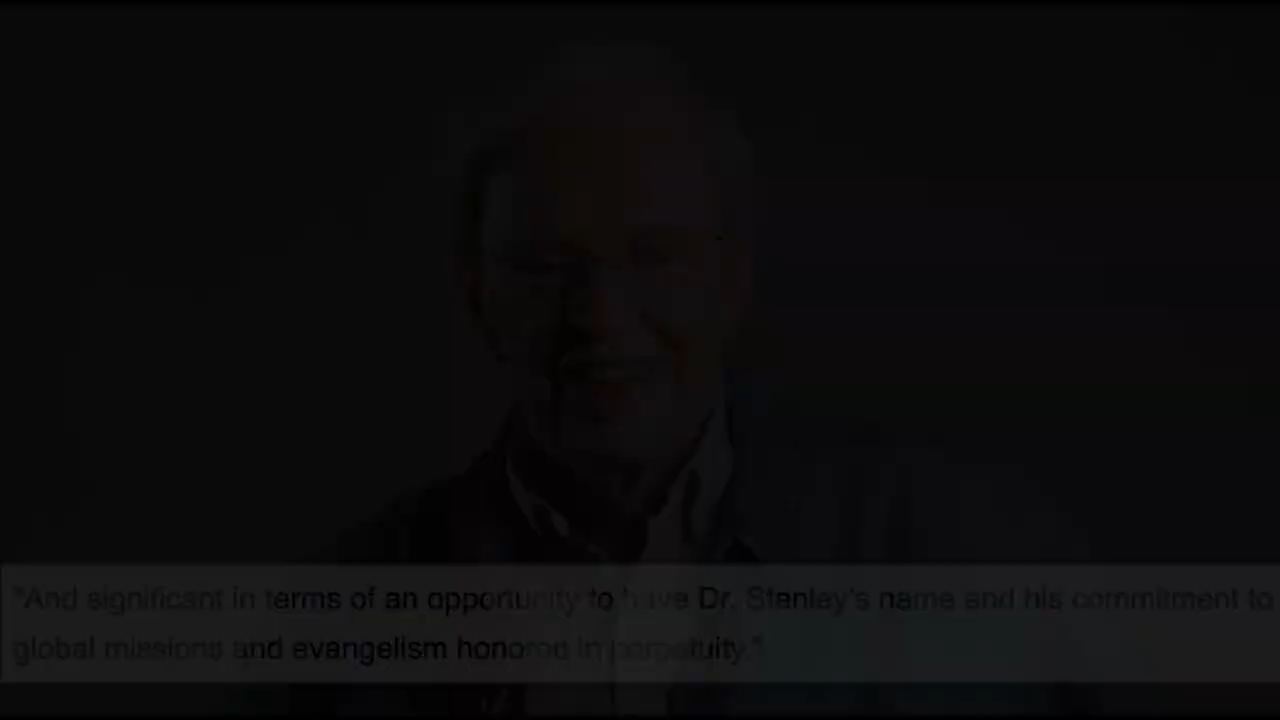 "And significant in terms of an opportunity to have Dr. Stanley's name and his commitment to
global missions and evangelism honored in perpetuity."